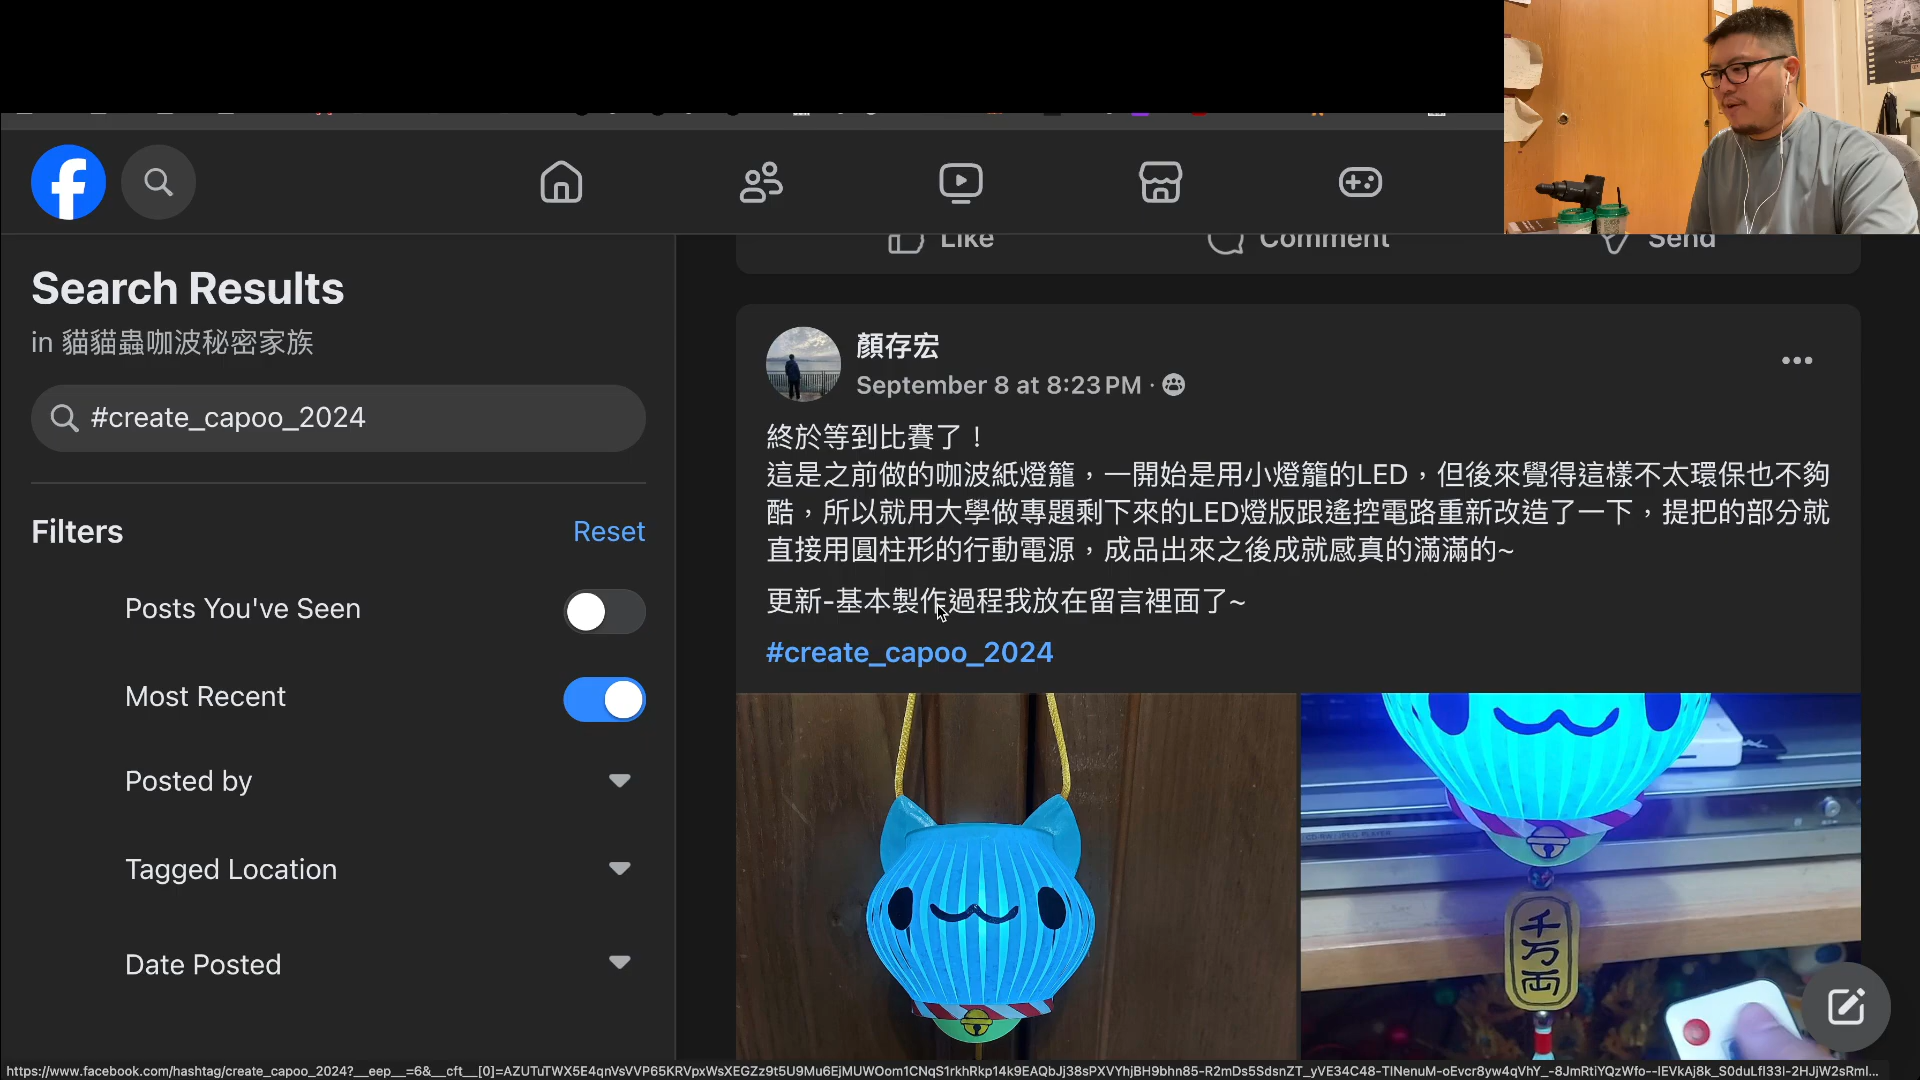 Like
Comment
Send
Search Results
in 貓貓蟲咖波秘密家族
#create_capoo_2024
Filters
Reset
Posts You've Seen
Most Recent
Posted by
Tagged Location
Date Posted
顏存宏
September 8 at 8:23 PM ·
終於等到比賽了！
這是之前做的咖波紙燈籠，一開始是用小燈籠的LED，但後來覺得這樣不太環保也不夠
酷，所以就用大學做專題剩下來的LED燈版跟遙控電路重新改造了一下，提把的部分就
直接用圓柱形的行動電源，成品出來之後成就感真的滿滿的~
更新-基本製作過程我放在留言裡面了~
#create_capoo_2024
千万両